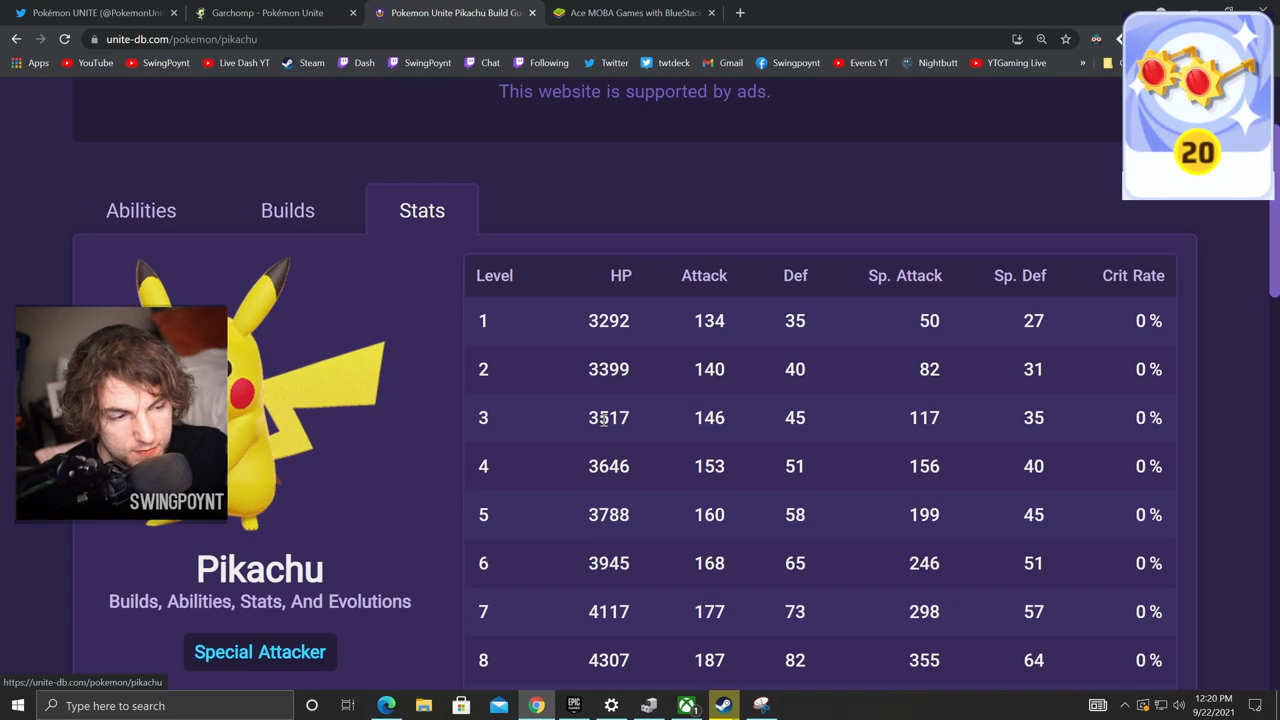 Pokémon UNITE (@PokemonUn
Garchomp - Pokémon Unite
Pokemon Unite Pikachu Build Gu
Ace MOBA Games with BlueStack
unite-db.com/pokemon/pikachu
Apps YouTube SwingPoynt Live Dash YT Steam Dash SwingPoynt Chat Following Twitter twtdeck Gmail Swingpoynt Events YT Nightbutt YTGaming Live »
This website is supported by ads.
20
Abilities Builds Stats
Level HP Attack Def Sp. Attack Sp. Def Crit Rate
1 3292 134 35 50 27 0 %
2 3399 140 40 82 31 0 %
3 3517 146 45 117 35 0 %
4 3646 153 51 156 40 0 %
5 3788 160 58 199 45 0 %
6 3945 168 65 246 51 0 %
7 4117 177 73 298 57 0 %
8 4307 187 82 355 64 0 %
SWINGPOYNT
Pikachu
Builds, Abilities, Stats, And Evolutions
Special Attacker
https://unite-db.com/pokemon/pikachu
Type here to search
12:20 PM
9/22/2021